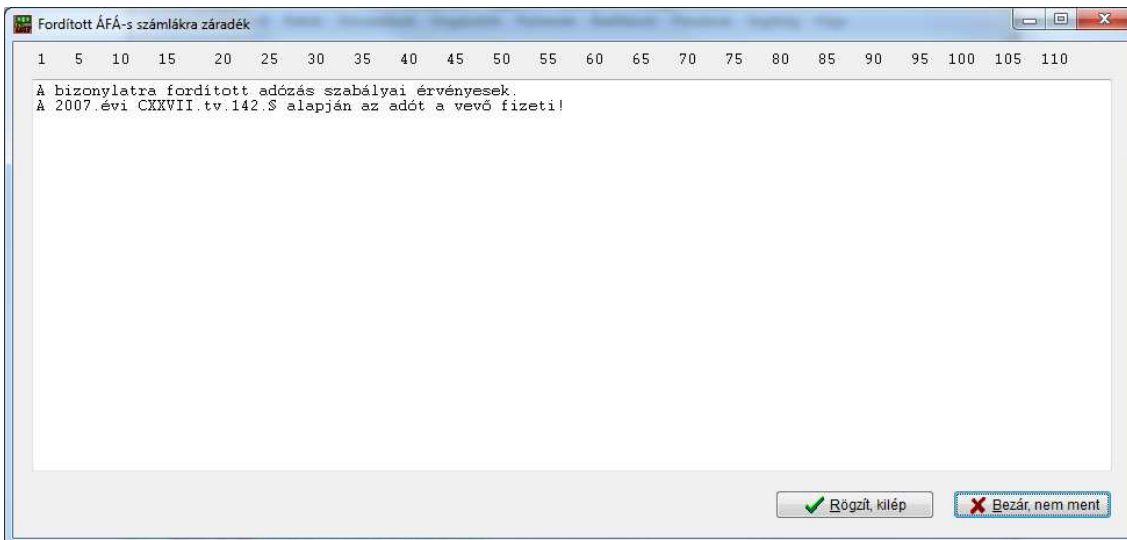 Fordított ÁFÁ-s számlákra záradék
1 5 10 15 20 25 30 35 40 45 50 55 60 65 70 75 80 85 90 95 100 105 110
A bizonylatra fordított adózás szabályai érvényesek.
A 2007.évi CXXVII.tv.142.§ alapján az adót a vevő fizeti!
Rögzít, kilép
Bezár, nem ment